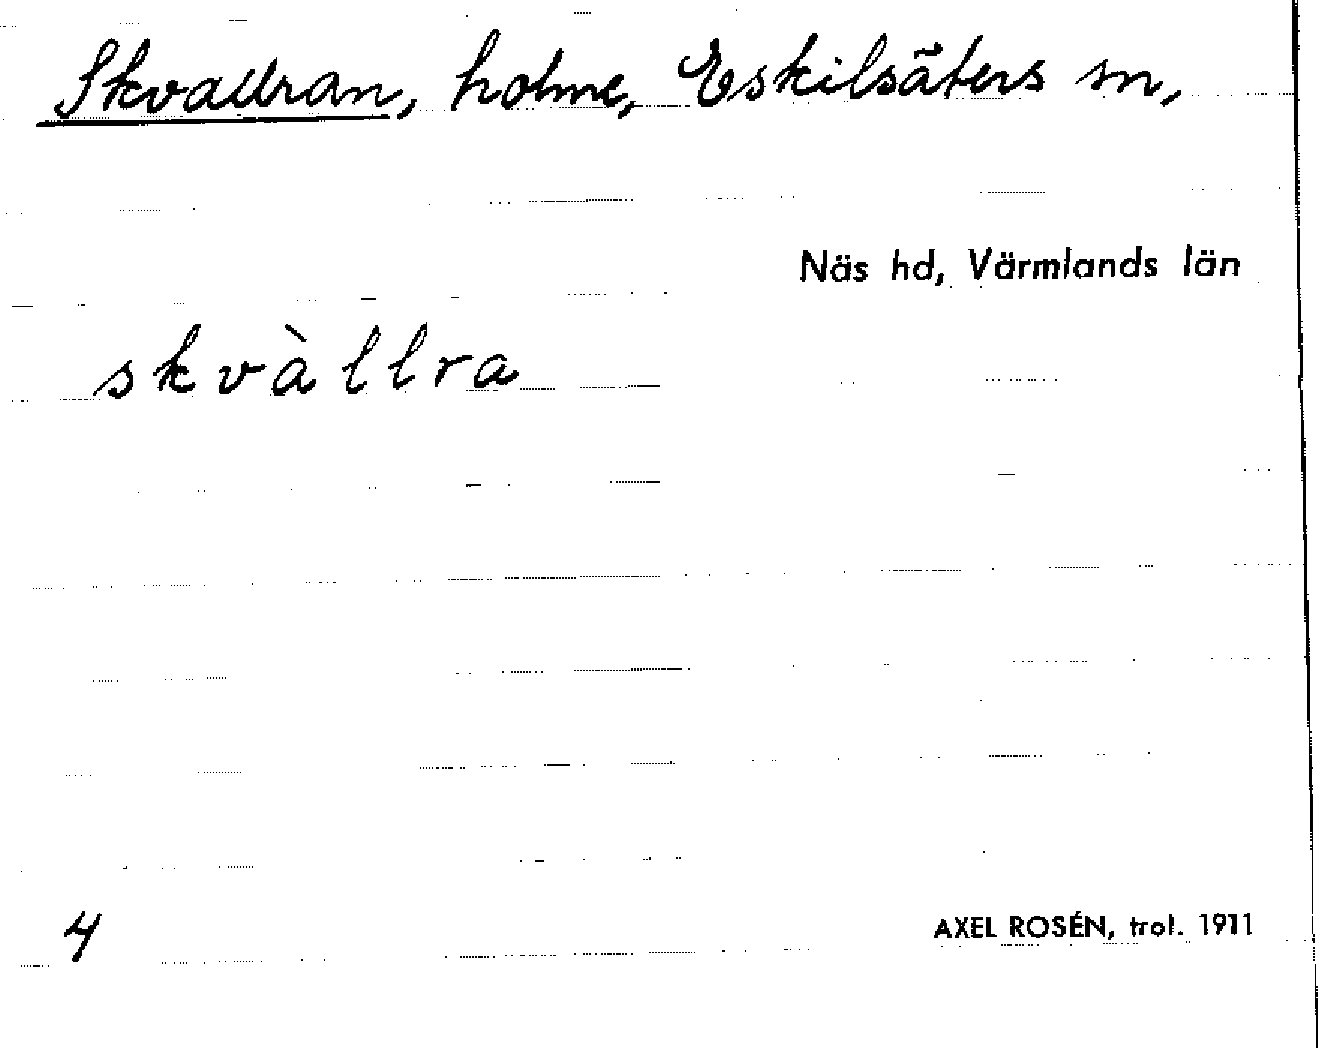 Skvallran, holme, Eskilsäters sn,
Näs hd, Värmlands län
skvàllra
4
AXEL ROSÉN, trol. 1911